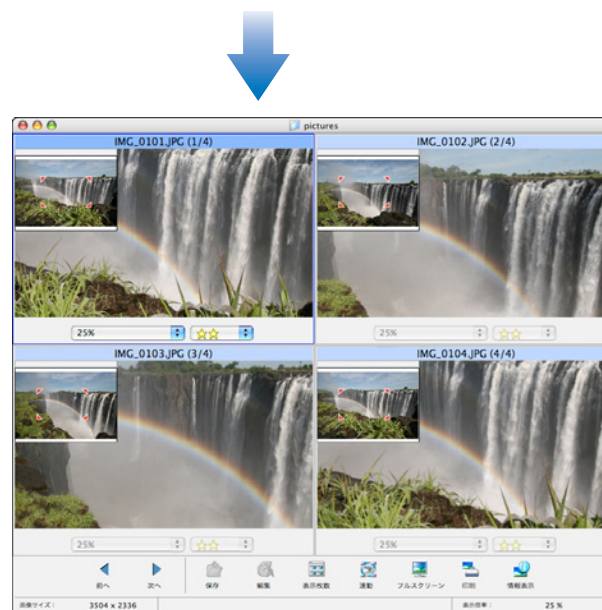 pictures
IMG_0101.JPG (1/4)
IMG_0102.JPG (2/4)
25%
25%
IMG_0103.JPG (3/4)
IMG_0104.JPG (4/4)
25%
25%
前へ 次へ 保存 編集 表示枚数 連動 フルスクリーン 印刷 情報表示
画像サイズ: 3504 x 2336 表示倍率: 25 %